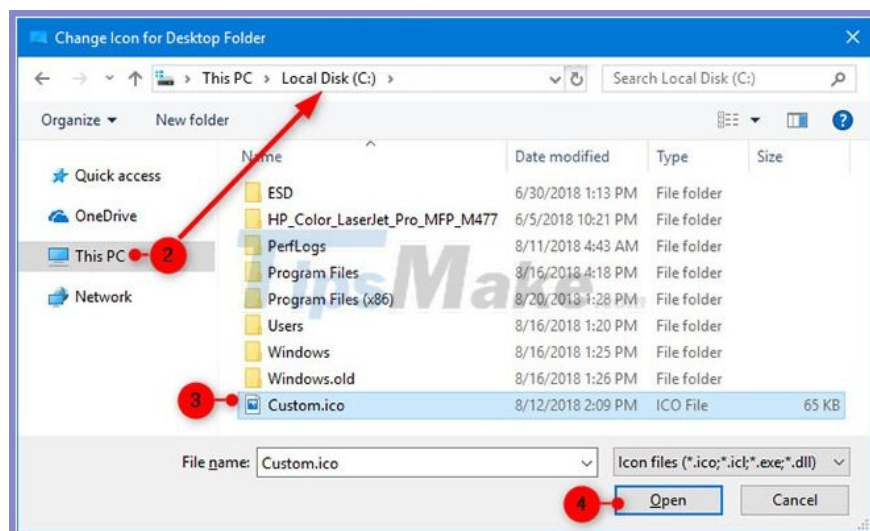 Change Icon for Desktop Folder
This PC > Local Disk (C:) > Search Local Disk (C:)
Organize New folder
Name Date modified Type Size
Quick access
OneDrive
This PC
Network
2
ESD 6/30/2018 1:13 PM File folder
HP_Color_LaserJet_Pro_MFP_M477 6/5/2018 10:21 PM File folder
PerfLogs 8/11/2018 4:43 AM File folder
Program Files 8/16/2018 4:18 PM File folder
Program Files (x86) 8/20/2018 1:28 PM File folder
Users 8/16/2018 1:20 PM File folder
Windows 8/16/2018 1:25 PM File folder
Windows.old 8/16/2018 1:26 PM File folder
3 Custom.ico 8/12/2018 2:09 PM ICO File 65 KB
TipsMake.com
File name: Custom.ico Icon files (*.ico;*.icl;*.exe;*.dll)
4 Open Cancel